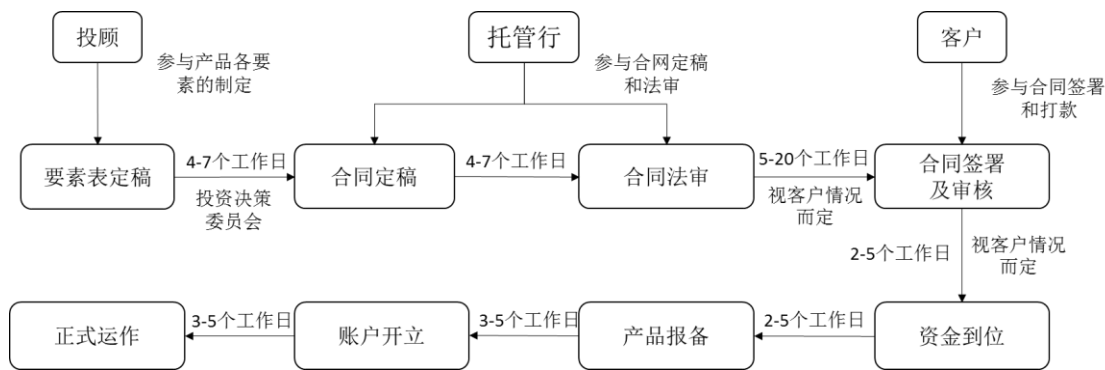 投顾
托管行
客户
参与产品各要
素的制定
参与合网定稿
和法审
参与合同签署
和打款
要素表定稿
4-7个工作日
投资决策
委员会
合同定稿
4-7个工作日
合同法审
5-20个工作日
视客户情况
而定
合同签署
及审核
2-5个工作日
视客户情况
而定
正式运作
3-5个工作日
账户开立
3-5个工作日
产品报备
2-5个工作日
资金到位